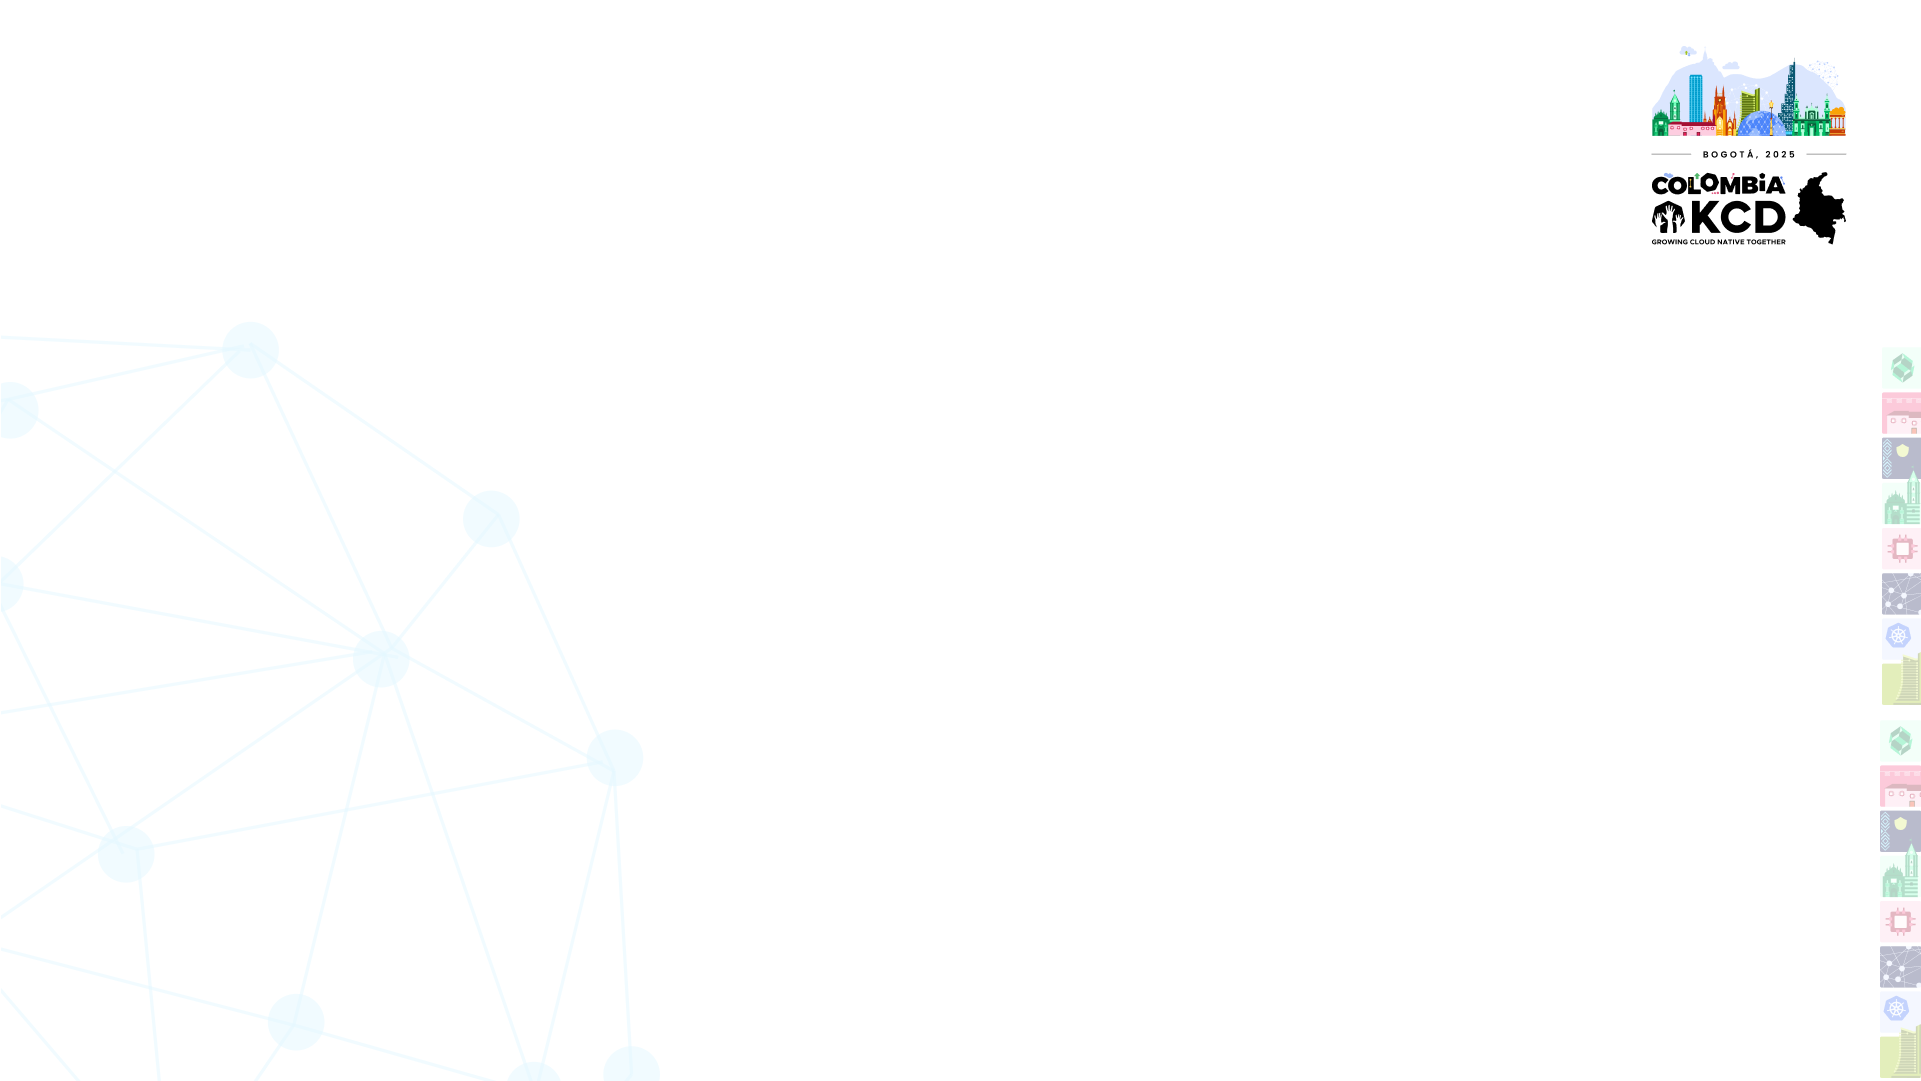 BOGOTÁ, 2025
COLOMBiA
KCD
GROWING CLOUD NATIVE TOGETHER